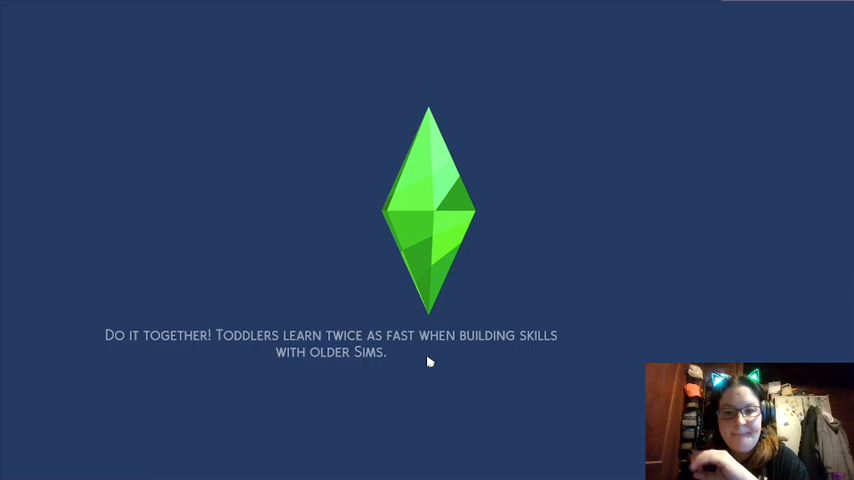 Do it together! Toddlers learn twice as fast when building skills
with older Sims.